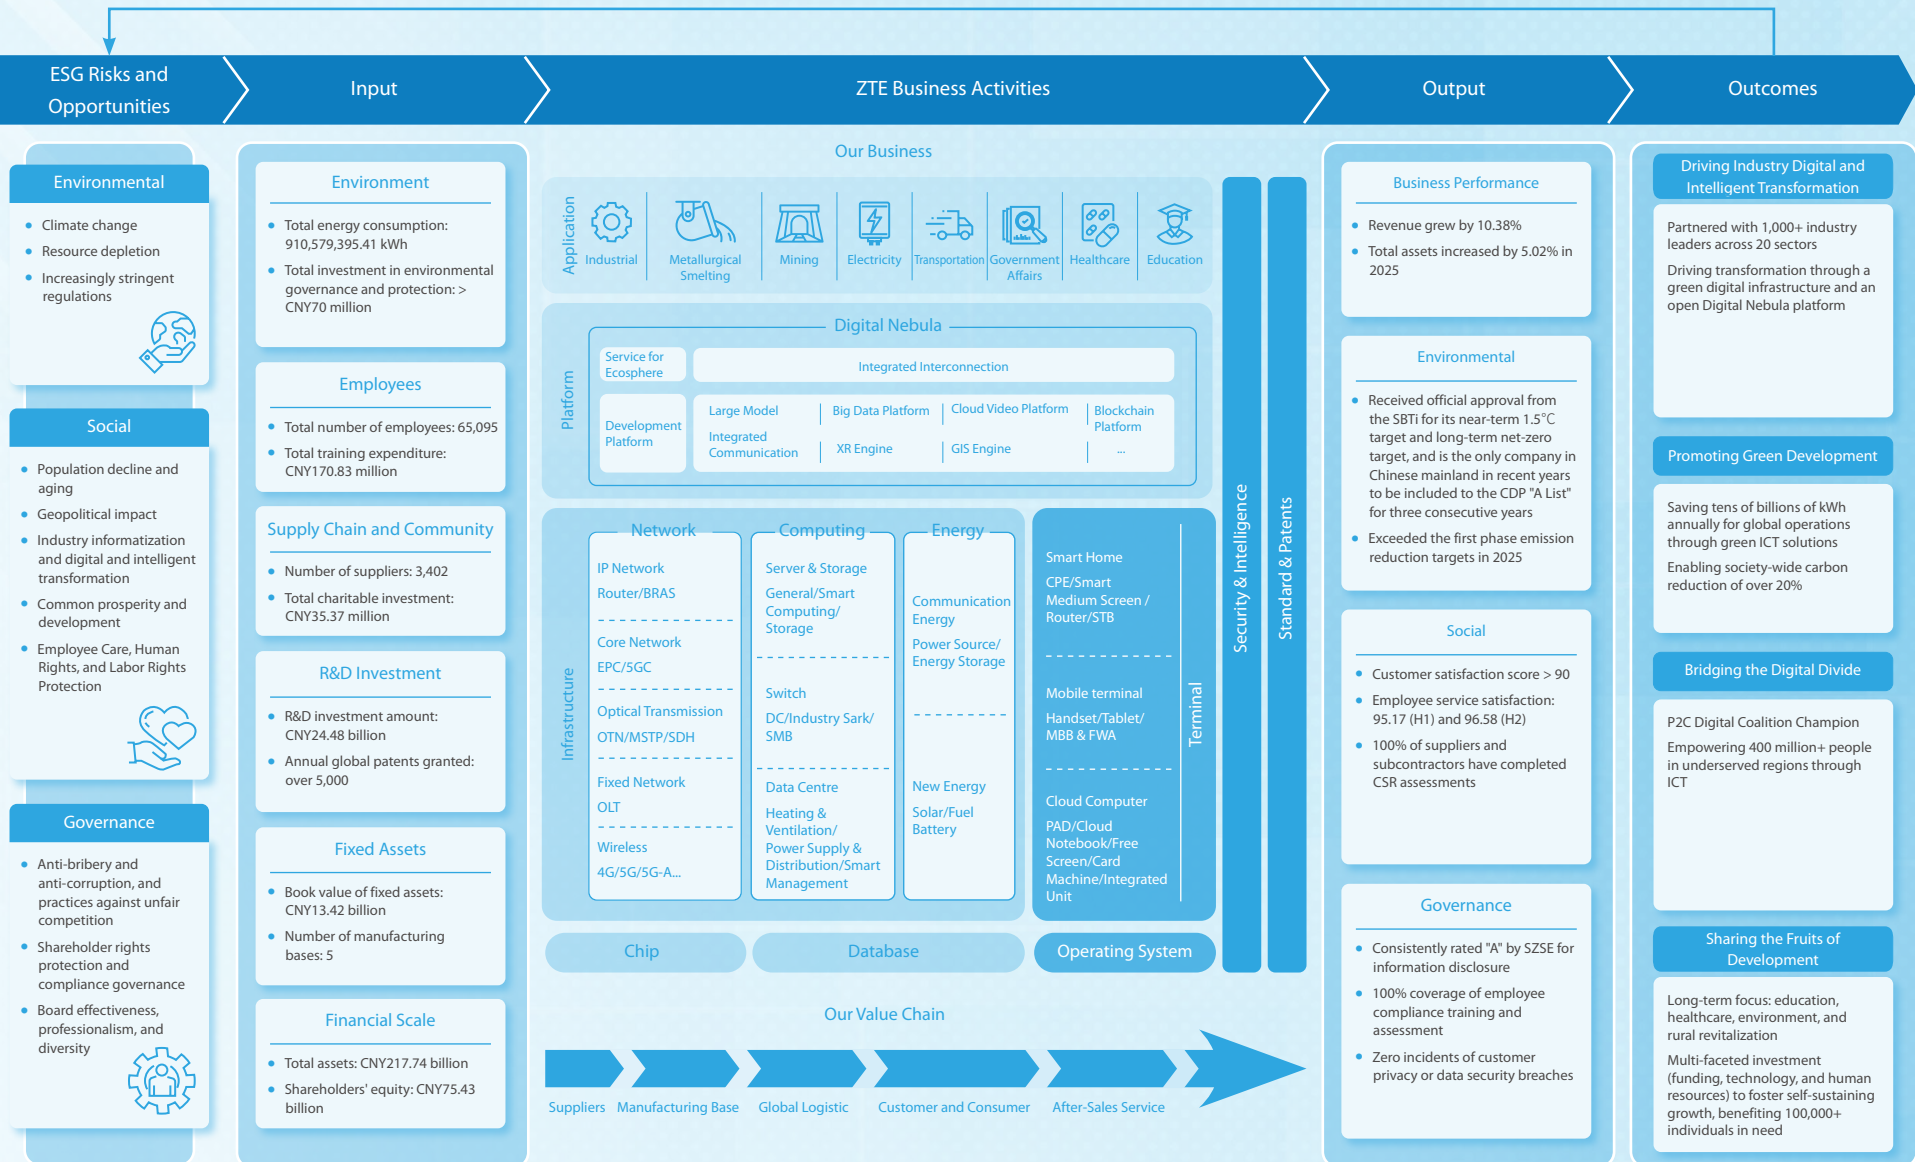 ESG Risks and
Opportunities
Input
ZTE Business Activities
Output
Outcomes
Environmental
Climate change
Resource depletion
Increasingly stringent
regulations
Social
Population decline and
aging
Geopolitical impact
Industry informatization
and digital and intelligent
transformation
Common prosperity and
development
Employee Care, Human
Rights, and Labor Rights
Protection
Governance
Anti-bribery and
anti-corruption, and
practices against unfair
competition
Shareholder rights
protection and
compliance governance
Board effectiveness,
professionalism, and
diversity
Environment
Total energy consumption:
910,579,395.41 kWh
Total investment in environmental
governance and protection: >
CNY70 million
Employees
Total number of employees: 65,095
Total training expenditure:
CNY170.83 million
Supply Chain and Community
Number of suppliers: 3,402
Total charitable investment:
CNY35.37 million
R&D Investment
R&D investment amount:
CNY24.48 billion
Annual global patents granted:
over 5,000
Fixed Assets
Book value of fixed assets:
CNY13.42 billion
Number of manufacturing
bases: 5
Financial Scale
Total assets: CNY217.74 billion
Shareholders' equity: CNY75.43
billion
Our Business
Application
Industrial
Metallurgical
Smelting
Mining
Electricity
Transportation
Government
Affairs
Healthcare
Education
Platform
Digital Nebula
Service for
Ecosphere
Integrated Interconnection
Development
Platform
Large Model
Big Data Platform
Cloud Video Platform
Blockchain
Platform
Integrated
Communication
XR Engine
GIS Engine
...
Infrastructure
Network
IP Network
Router/BRAS
Core Network
EPC/5GC
Optical Transmission
OTN/MSTP/SDH
Fixed Network
OLT
Wireless
4G/5G/5G-A...
Computing
Server & Storage
General/Smart
Computing/
Storage
Switch
DC/Industry Sark/
SMB
Data Centre
Heating &
Ventilation/
Power Supply &
Distribution/Smart
Management
Energy
Communication
Energy
Power Source/
Energy Storage
New Energy
Solar/Fuel
Battery
Smart Home
CPE/Smart
Medium Screen /
Router/STB
Mobile terminal
Handset/Tablet/
MBB & FWA
Cloud Computer
PAD/Cloud
Notebook/Free
Screen/Card
Machine/Integrated
Unit
Terminal
Chip
Database
Operating System
Security & Intelligence
Standard & Patents
Our Value Chain
Suppliers
Manufacturing Base
Global Logistic
Customer and Consumer
After-Sales Service
Business Performance
Revenue grew by 10.38%
Total assets increased by 5.02% in
2025
Environmental
Received official approval from
the SBTi for its near-term 1.5°C
target and long-term net-zero
target, and is the only company in
Chinese mainland in recent years
to be included to the CDP "A List"
for three consecutive years
Exceeded the first phase emission
reduction targets in 2025
Social
Customer satisfaction score > 90
Employee service satisfaction:
95.17 (H1) and 96.58 (H2)
100% of suppliers and
subcontractors have completed
CSR assessments
Governance
Consistently rated "A" by SZSE for
information disclosure
100% coverage of employee
compliance training and
assessment
Zero incidents of customer
privacy or data security breaches
Driving Industry Digital and
Intelligent Transformation
Partnered with 1,000+ industry
leaders across 20 sectors
Driving transformation through a
green digital infrastructure and an
open Digital Nebula platform
Promoting Green Development
Saving tens of billions of kWh
annually for global operations
through green ICT solutions
Enabling society-wide carbon
reduction of over 20%
Bridging the Digital Divide
P2C Digital Coalition Champion
Empowering 400 million+ people
in underserved regions through
ICT
Sharing the Fruits of
Development
Long-term focus: education,
healthcare, environment, and
rural revitalization
Multi-faceted investment
(funding, technology, and human
resources) to foster self-sustaining
growth, benefiting 100,000+
individuals in need